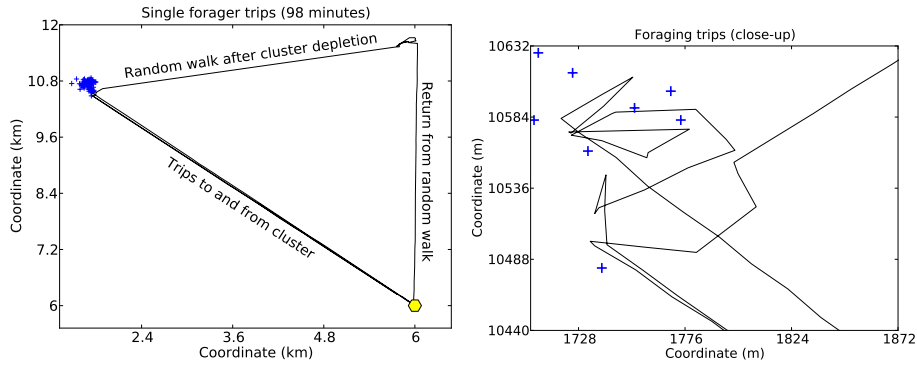 Single forager trips (98 minutes)
12
10.8
9.6
8.4
7.2
6
Coordinate (km)
Random walk after cluster depletion
Return from random walk
Trips to and from cluster
2.4 3.6 4.8 6
Coordinate (km)
Foraging trips (close-up)
10632
10584
10536
10488
10440
Coordinate (m)
1728 1776 1824 1872
Coordinate (m)